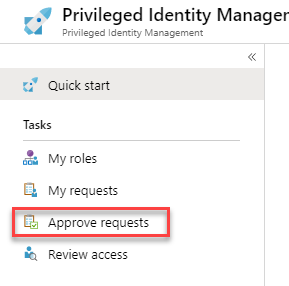 Privileged Identity Manager
Privileged Identity Management
«
Quick start
Tasks
My roles
My requests
Approve requests
Review access